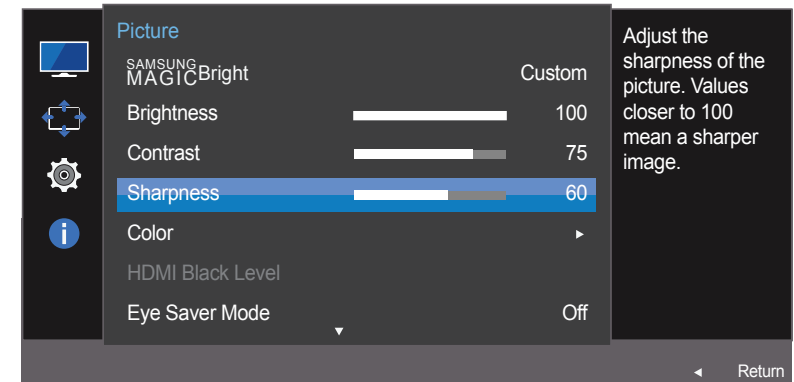 Picture
SAMSUNG
MAGICBright Custom
Brightness 100
Contrast 75
Sharpness 60
Color ►
HDMI Black Level
Eye Saver Mode Off
▼
Adjust the
sharpness of the
picture. Values
closer to 100
mean a sharper
image.
◄ Return